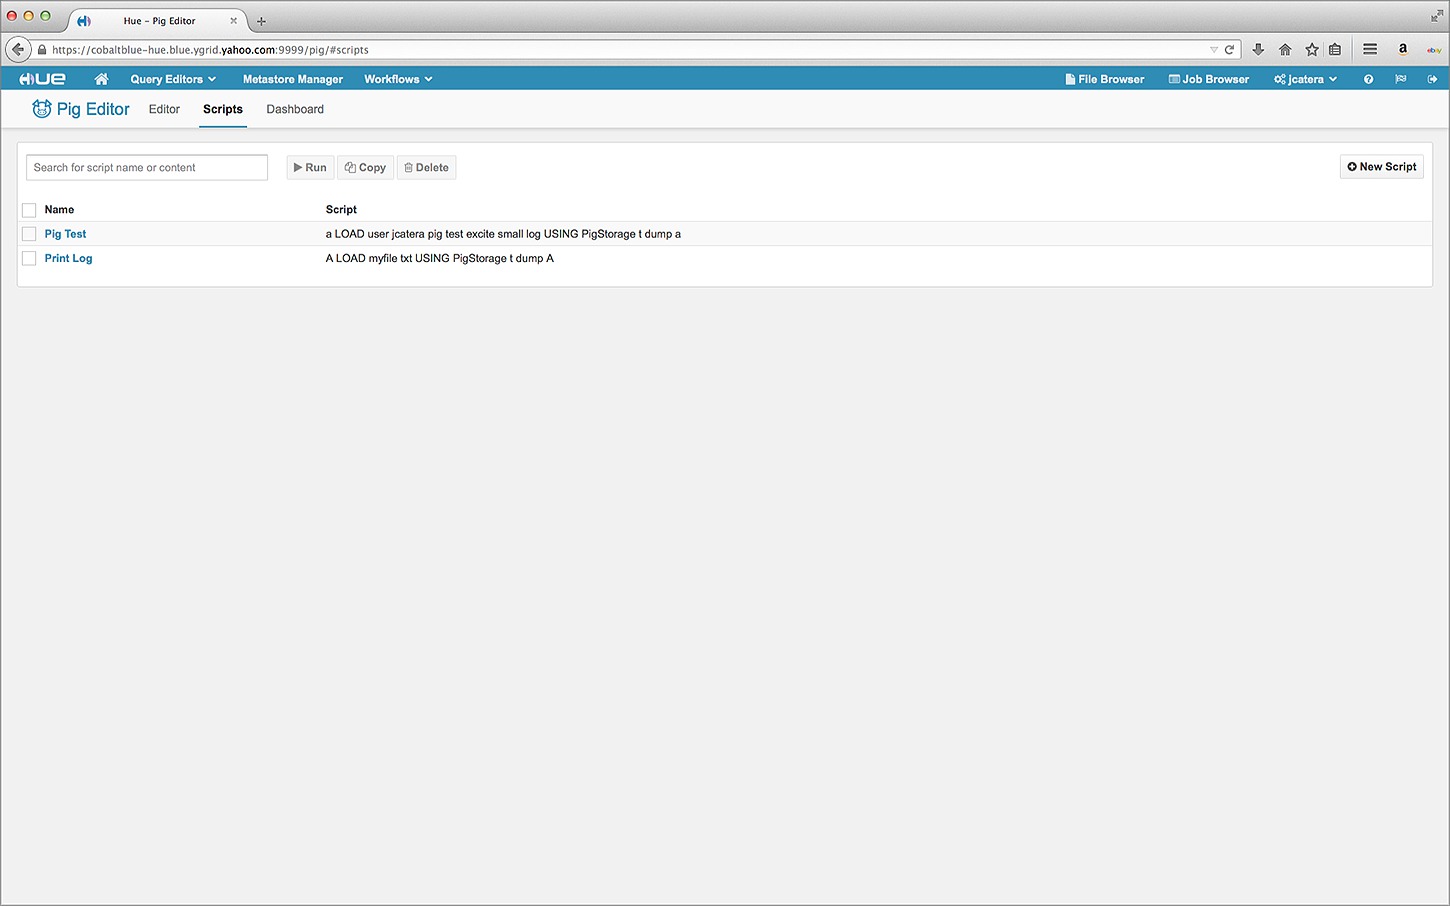 Hue - Pig Editor
https://cobaltblue-hue.blue.ygrid.yahoo.com:9999/pig/#scripts
a
ebay
HUE Query Editors Metastore Manager Workflows File Browser Job Browser jcatera
Pig Editor Editor Scripts Dashboard
Search for script name or content Run Copy Delete New Script
Name Script
Pig Test a LOAD user jcatera pig test excite small log USING PigStorage t dump a
Print Log A LOAD myfile txt USING PigStorage t dump A